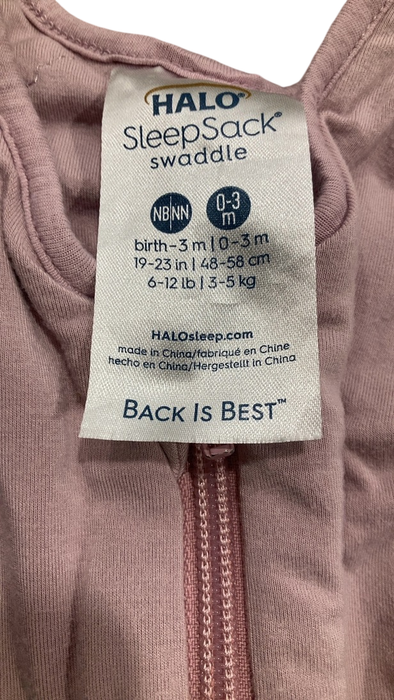 HALO®
SleepSack®
swaddle
NB|NN 0-3 m
birth-3 m | 0-3 m
19-23 in | 48-58 cm
6-12 lb | 3-5 kg
HALOsleep.com
made in China/fabriqué en Chine
hecho en China/Hergestellt in China
BACK IS BEST™